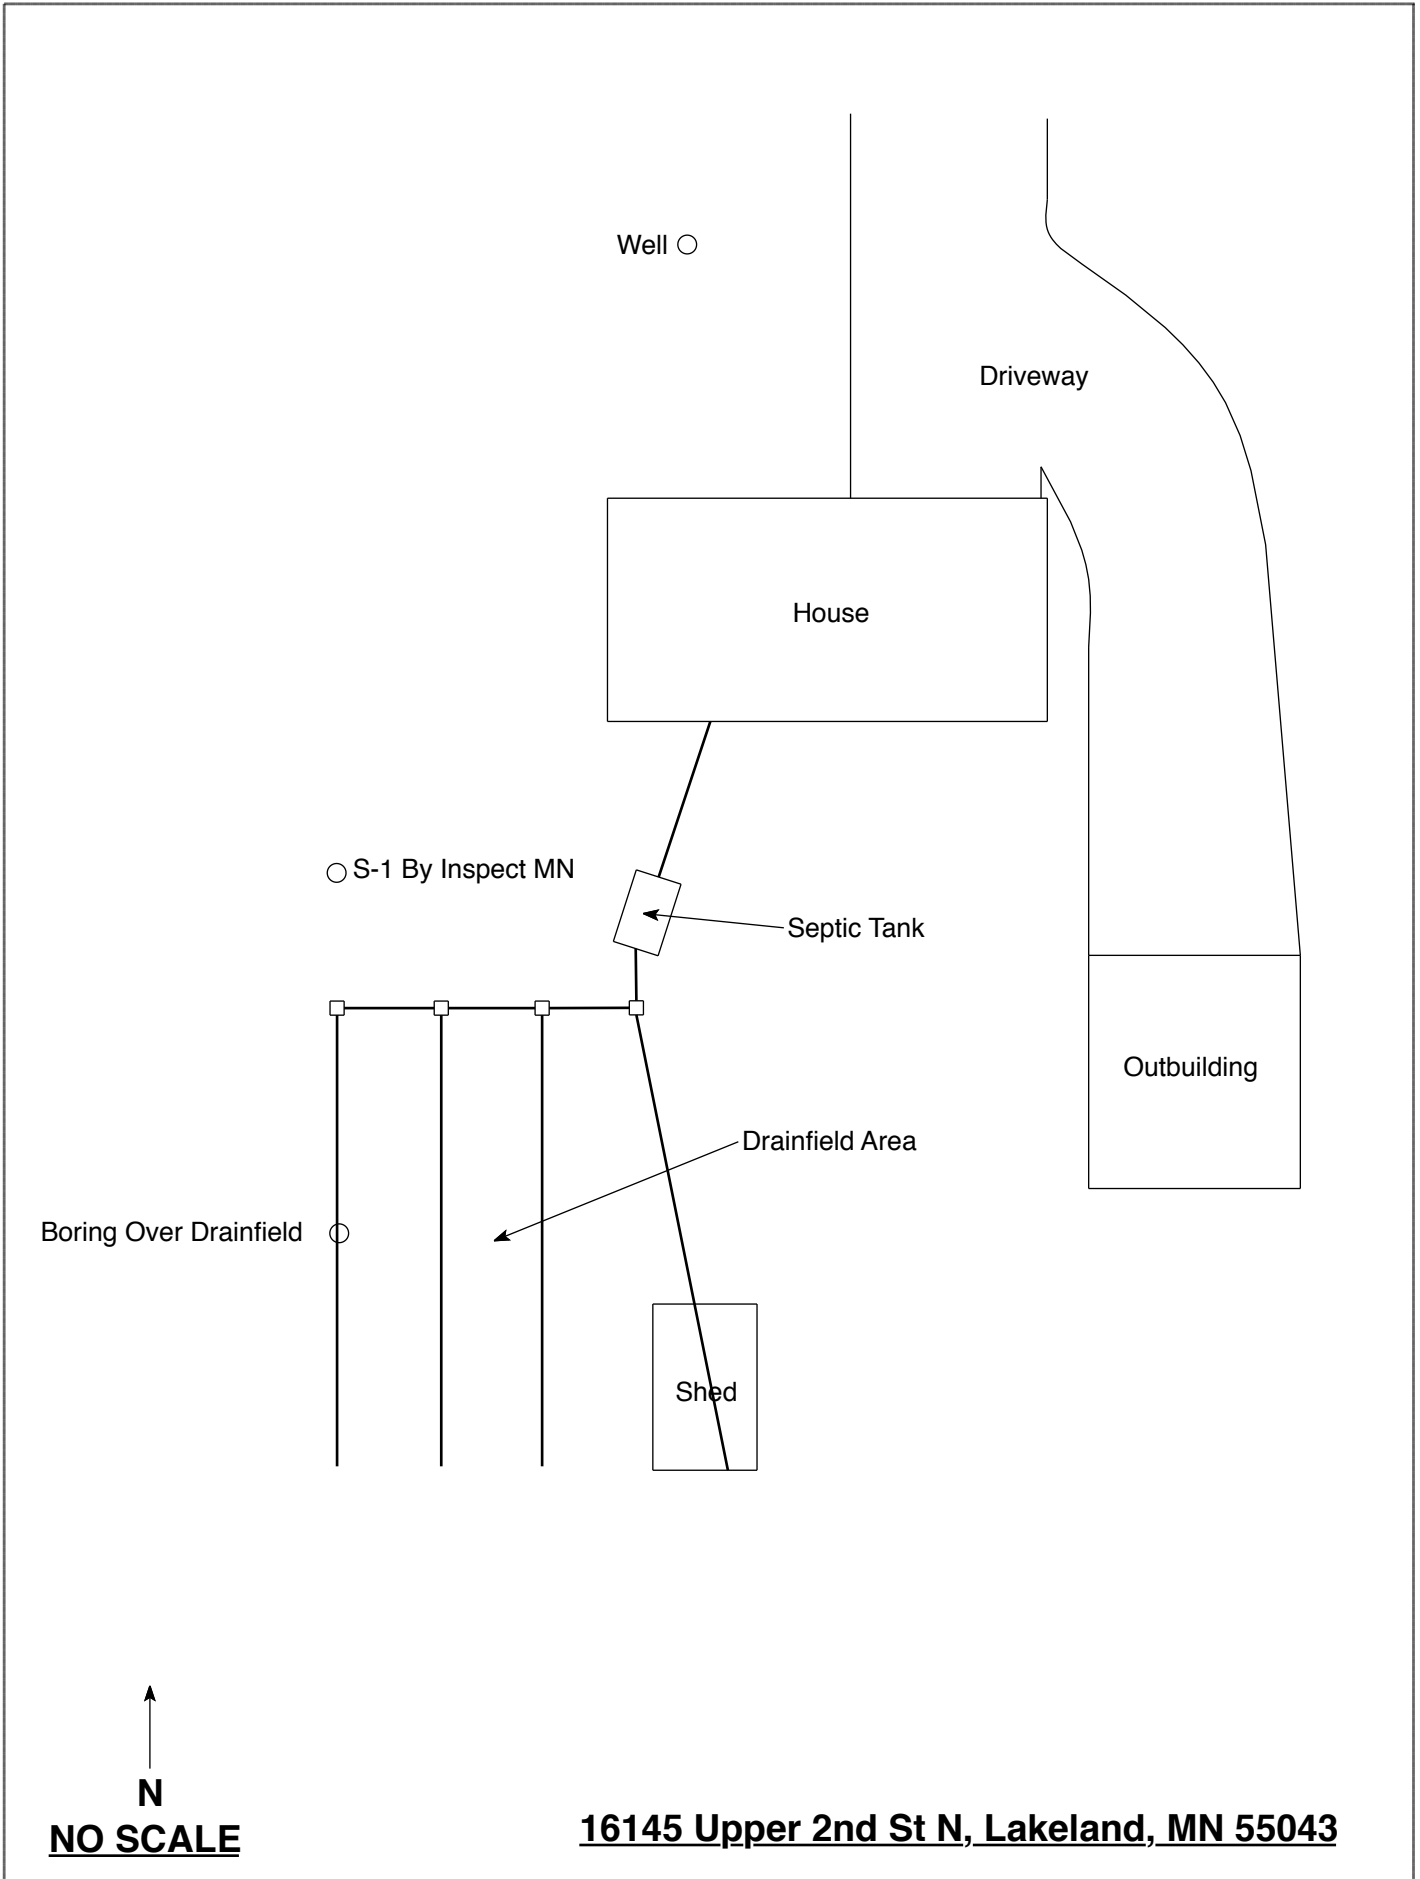 Well
Driveway
House
S-1 By Inspect MN
Septic Tank
Outbuilding
Drainfield Area
Boring Over Drainfield
Shed
N
NO SCALE
16145 Upper 2nd St N, Lakeland, MN 55043